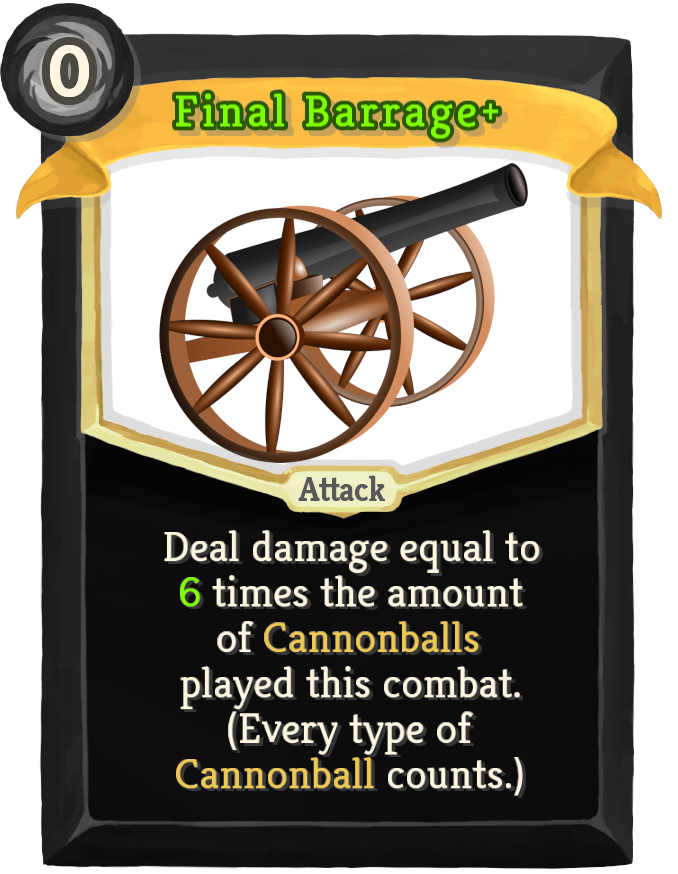 0
Final Barrage+
Attack
Deal damage equal to
6 times the amount
of Cannonballs
played this combat.
(Every type of
Cannonball counts.)